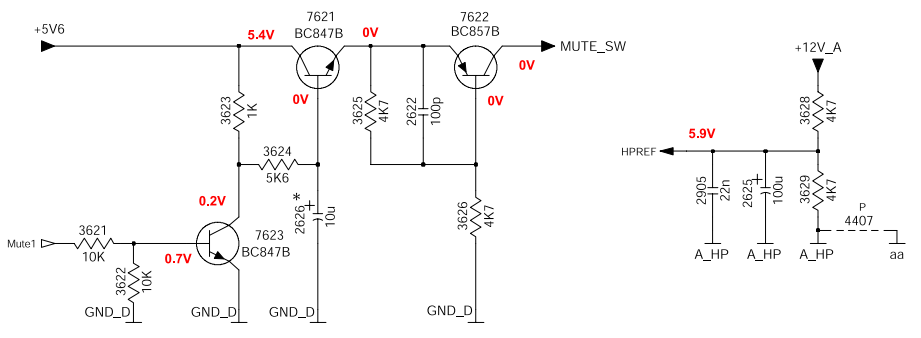 7621
BC847B
7622
BC857B
+5V6
5.4V
0V
MUTE_SW
0V
0V
0V
3623
1K
3625
4K7
2622
100p
3624
5K6
*
2626
+
10u
3626
4K7
0.2V
7623
BC847B
Mute1
3621
10K
0.7V
3622
10K
GND_D
GND_D
GND_D
GND_D
+12V_A
3628
4K7
5.9V
HPREF
2905
22n
2625
+
100u
3629
4K7
P
4407
A_HP
A_HP
A_HP
aa